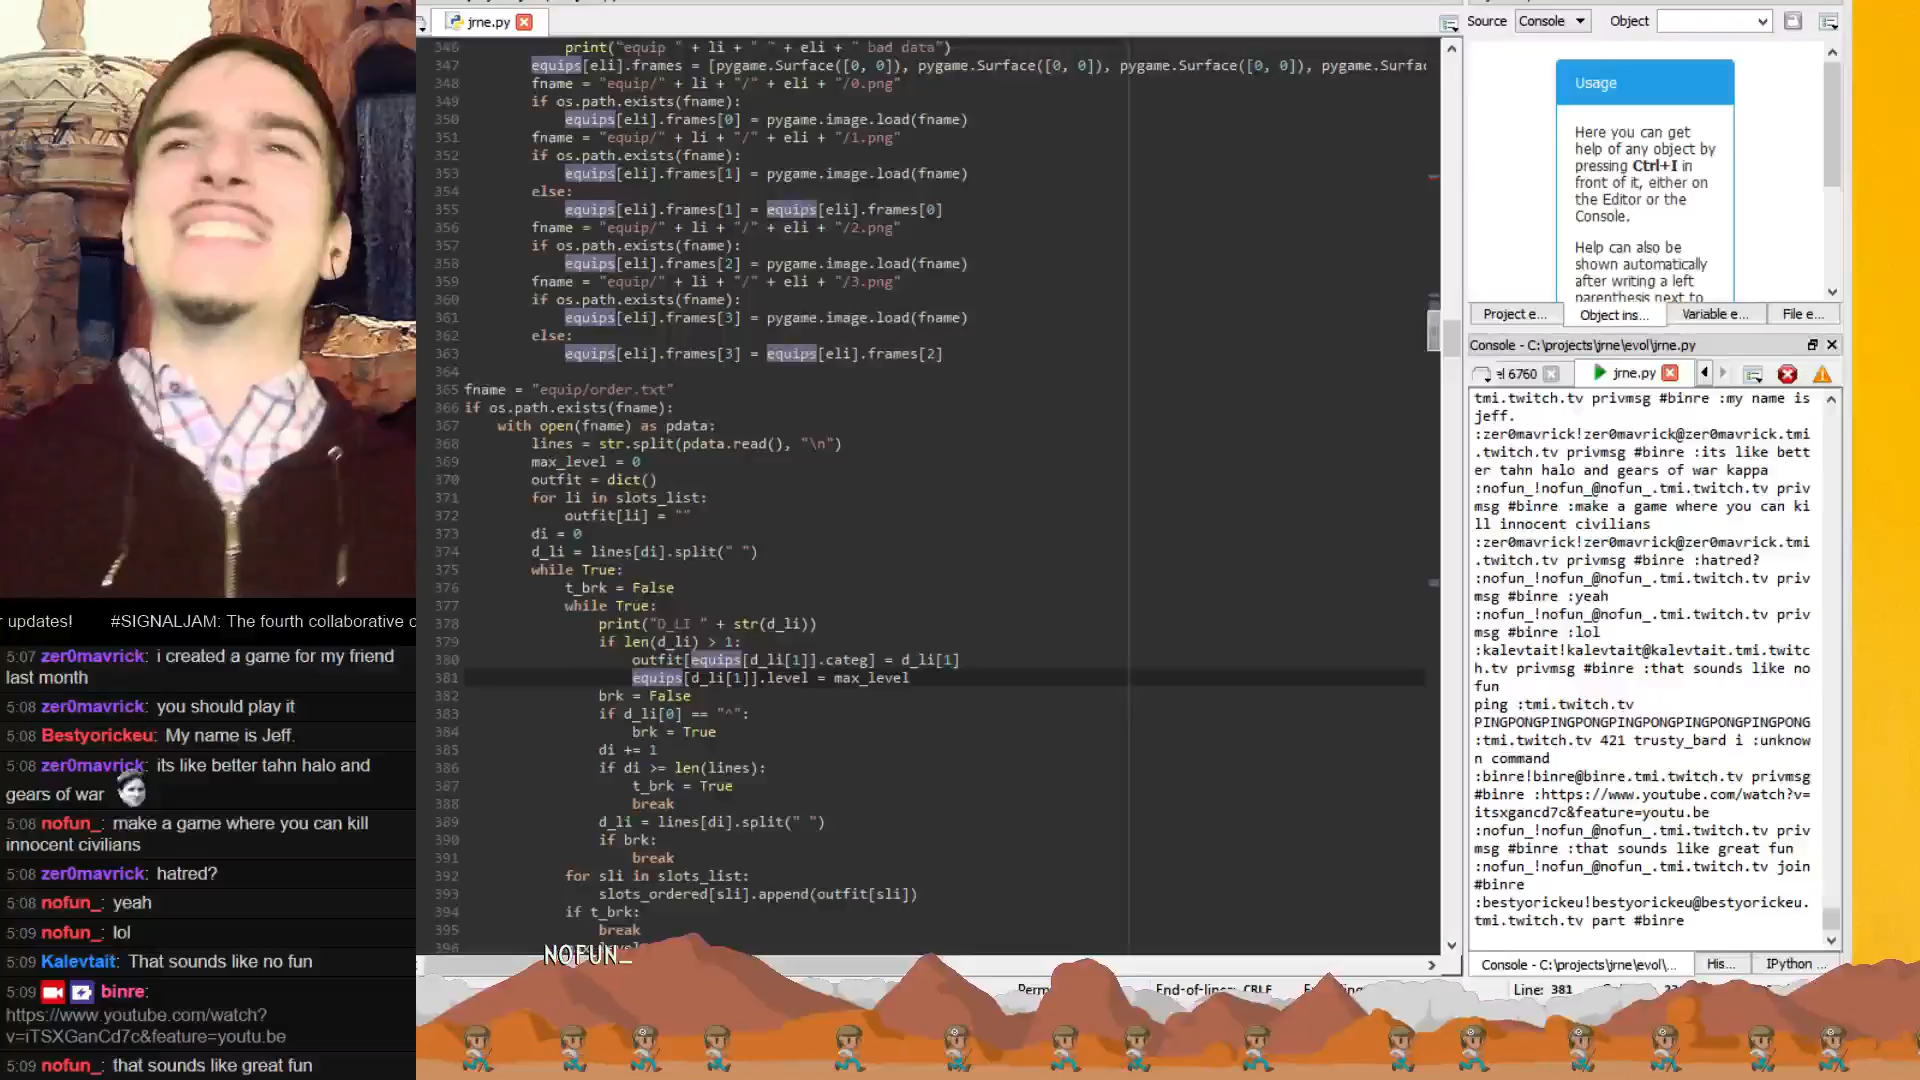 r updates!     #SIGNALJAM: The fourth collaborative c
5:07 zer0mavrick: i created a game for my friend
last month
5:08 zer0mavrick: you should play it
5:08 Bestyorickeu: My name is Jeff.
5:08 zer0mavrick: its like better tahn halo and
gears of war
5:08 nofun_: make a game where you can kill
innocent civilians
5:08 zer0mavrick: hatred?
5:08 nofun_: yeah
5:09 nofun_: lol
5:09 Kalevtait: That sounds like no fun
5:09 binre:
https://www.youtube.com/watch?
v=iTSXGanCd7c&feature=youtu.be
5:09 nofun_: that sounds like great fun
jrne.py
346 print("equip " + li + " " + eli + " bad data")
347 equips[eli].frames = [pygame.Surface([0, 0]), pygame.Surface([0, 0]), pygame.Surface([0, 0]), pygame.Surfac
348 fname = "equip/" + li + "/" + eli + "/0.png"
349 if os.path.exists(fname):
350 equips[eli].frames[0] = pygame.image.load(fname)
351 fname = "equip/" + li + "/" + eli + "/1.png"
352 if os.path.exists(fname):
353 equips[eli].frames[1] = pygame.image.load(fname)
354 else:
355 equips[eli].frames[1] = equips[eli].frames[0]
356 fname = "equip/" + li + "/" + eli + "/2.png"
357 if os.path.exists(fname):
358 equips[eli].frames[2] = pygame.image.load(fname)
359 fname = "equip/" + li + "/" + eli + "/3.png"
360 if os.path.exists(fname):
361 equips[eli].frames[3] = pygame.image.load(fname)
362 else:
363 equips[eli].frames[3] = equips[eli].frames[2]
364
365 fname = "equip/order.txt"
366 if os.path.exists(fname):
367 with open(fname) as pdata:
368 lines = str.split(pdata.read(), "\n")
369 max_level = 0
370 outfit = dict()
371 for li in slots_list:
372 outfit[li] = ""
373 di = 0
374 d_li = lines[di].split(" ")
375 while True:
376 t_brk = False
377 while True:
378 print("D_LI " + str(d_li))
379 if len(d_li) > 1:
380 outfit[equips[d_li[1]].categ] = d_li[1]
381 equips[d_li[1]].level = max_level
382 brk = False
383 if d_li[0] == "^":
384 brk = True
385 di += 1
386 if di >= len(lines):
387 t_brk = True
388 break
389 d_li = lines[di].split(" ")
390 if brk:
391 break
392 for sli in slots_list:
393 slots_ordered[sli].append(outfit[sli])
394 if t_brk:
395 break
396
NOFUN_
End-of-lines: CRLF
Line: 381
Source Console Object
Usage
Here you can get
help of any object by
pressing Ctrl+I in
front of it, either on
the Editor or the
Console.
Help can also be
shown automatically
after writing a left
parenthesis next to
Project e... Object ins... Variable e... File e...
Console - C:\projects\jrne\evol\jrne.py
el 6760 jrne.py
tmi.twitch.tv privmsg #binre :my name is
jeff.
:zer0mavrick!zer0mavrick@zer0mavrick.tmi
.twitch.tv privmsg #binre :its like bett
er tahn halo and gears of war kappa
:nofun_!nofun_@nofun_.tmi.twitch.tv priv
msg #binre :make a game where you can ki
ll innocent civilians
:zer0mavrick!zer0mavrick@zer0mavrick.tmi
.twitch.tv privmsg #binre :hatred?
:nofun_!nofun_@nofun_.tmi.twitch.tv priv
msg #binre :yeah
:nofun_!nofun_@nofun_.tmi.twitch.tv priv
msg #binre :lol
:kalevtait!kalevtait@kalevtait.tmi.twitc
h.tv privmsg #binre :that sounds like no
fun
ping :tmi.twitch.tv
PINGPONGPINGPONGPINGPONGPINGPONGPINGPONG
:tmi.twitch.tv 421 trusty_bard i :unknow
n command
:binre!binre@binre.tmi.twitch.tv privmsg
#binre :https://www.youtube.com/watch?v=
itsxgancd7c&feature=youtu.be
:nofun_!nofun_@nofun_.tmi.twitch.tv priv
msg #binre :that sounds like great fun
:nofun_!nofun_@nofun_.tmi.twitch.tv join
#binre
:bestyorickeu!bestyorickeu@bestyorickeu.
tmi.twitch.tv part #binre
Console - C:\projects\jrne\evol\... His... IPython ...